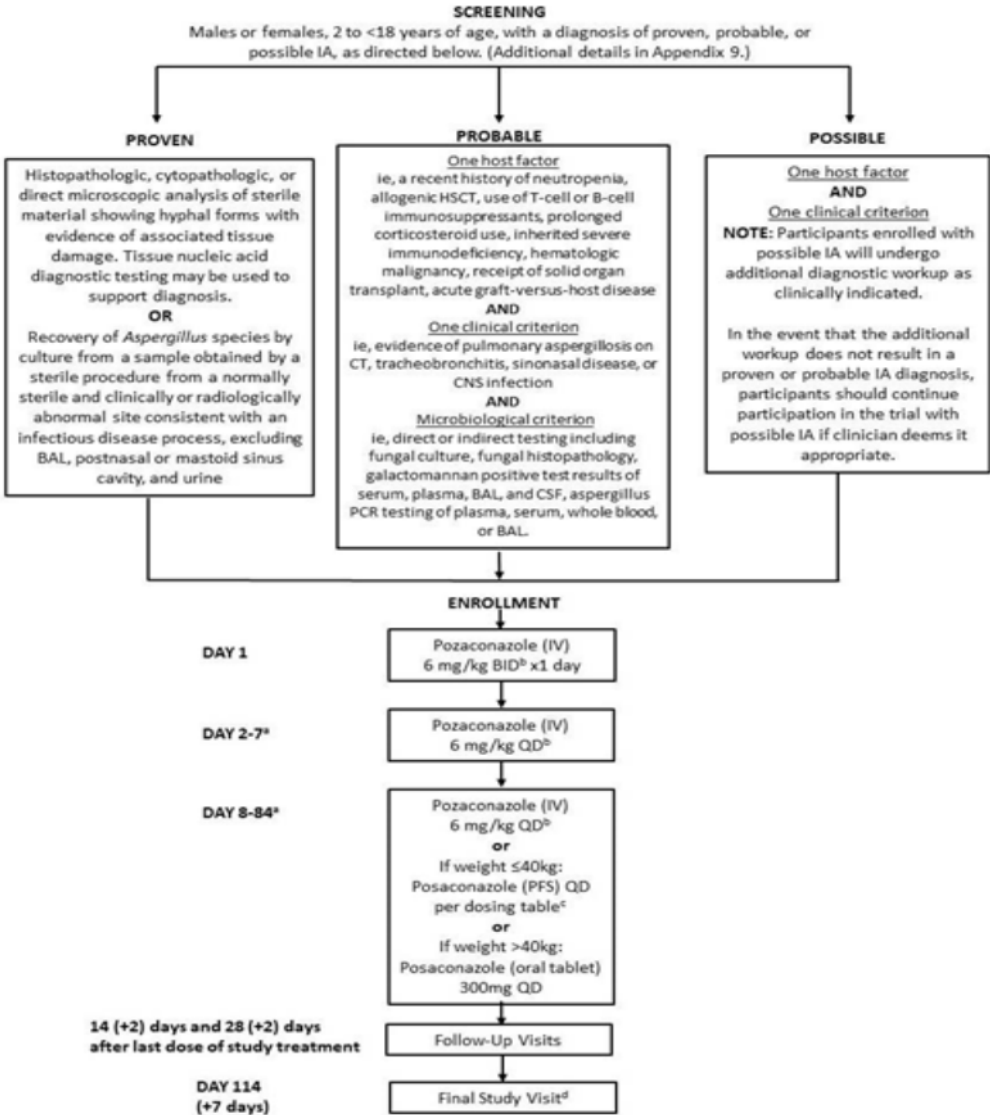 SCREENING
Males or females, 2 to <18 years of age, with a diagnosis of proven, probable, or
possible IA, as directed below. (Additional details in Appendix 9.)
PROVEN
Histopathologic, cytopathologic, or
direct microscopic analysis of sterile
material showing hyphal forms with
evidence of associated tissue
damage. Tissue nucleic acid
diagnostic testing may be used to
support diagnosis.
OR
Recovery of Aspergillus species by
culture from a sample obtained by a
sterile procedure from a normally
sterile and clinically or radiologically
abnormal site consistent with an
infectious disease process, excluding
BAL, postnasal or mastoid sinus
cavity, and urine
PROBABLE
One host factor
ie, a recent history of neutropenia,
allogenic HSCT, use of T-cell or B-cell
immunosuppressants, prolonged
corticosteroid use, inherited severe
immunodeficiency, hematologic
malignancy, receipt of solid organ
transplant, acute graft-versus-host disease
AND
One clinical criterion
ie, evidence of pulmonary aspergillosis on
CT, tracheobronchitis, sinonasal disease, or
CNS infection
AND
Microbiological criterion
ie, direct or indirect testing including
fungal culture, fungal histopathology,
galactomannan positive test results of
serum, plasma, BAL, and CSF, aspergillus
PCR testing of plasma, serum, whole blood,
or BAL.
POSSIBLE
One host factor
AND
One clinical criterion
NOTE: Participants enrolled with
possible IA will undergo
additional diagnostic workup as
clinically indicated.
In the event that the additional
workup does not result in a
proven or probable IA diagnosis,
participants should continue
participation in the trial with
possible IA if clinician deems it
appropriate.
ENROLLMENT
DAY 1
Pozaconazole (IV)
6 mg/kg BIDᵇ x1 day
DAY 2-7ᵃ
Pozaconazole (IV)
6 mg/kg QDᵇ
DAY 8-84ᵃ
Pozaconazole (IV)
6 mg/kg QDᵇ
or
If weight ≤40kg:
Posaconazole (PFS) QD
per dosing tableᶜ
or
If weight >40kg:
Posaconazole (oral tablet)
300mg QD
14 (+2) days and 28 (+2) days
after last dose of study treatment
Follow-Up Visits
DAY 114
(+7 days)
Final Study Visitᵈ